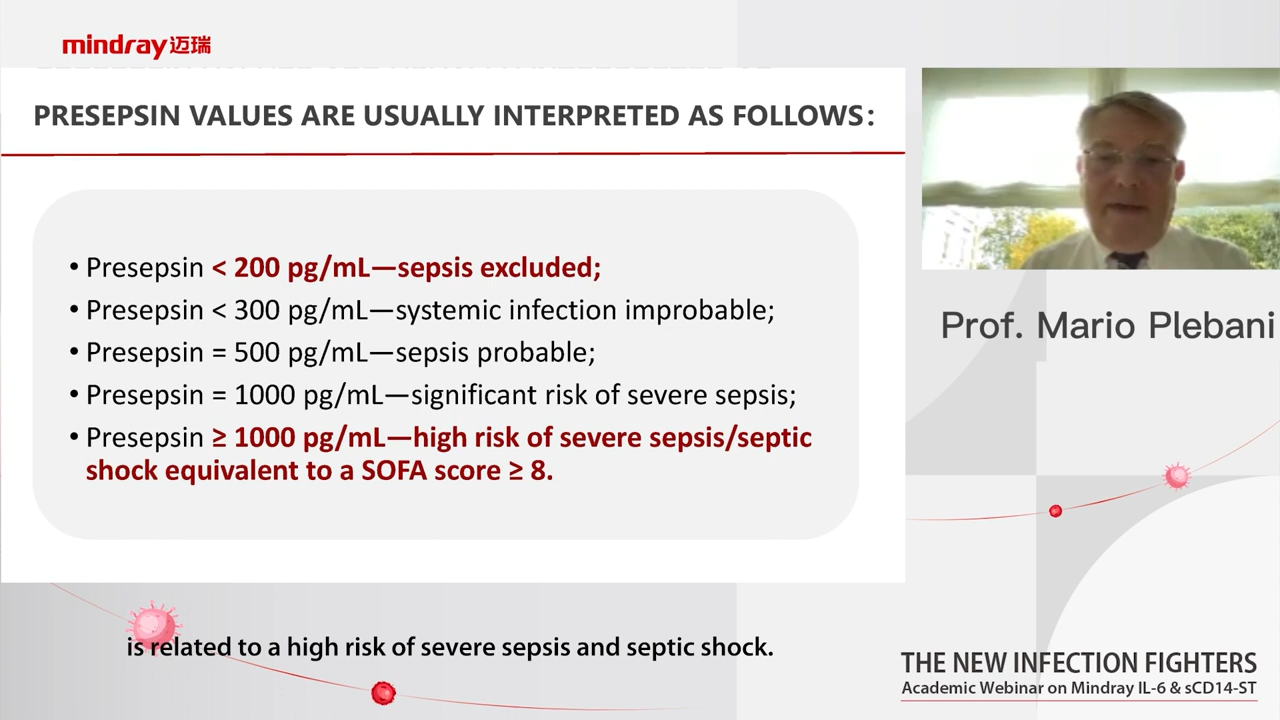 mindray迈瑞
PRESEPSIN VALUES ARE USUALLY INTERPRETED AS FOLLOWS:
• Presepsin < 200 pg/mL—sepsis excluded;
• Presepsin < 300 pg/mL—systemic infection improbable;
• Presepsin = 500 pg/mL—sepsis probable;
• Presepsin = 1000 pg/mL—significant risk of severe sepsis;
• Presepsin ≥ 1000 pg/mL—high risk of severe sepsis/septic
shock equivalent to a SOFA score ≥ 8.
Prof. Mario Plebani
is related to a high risk of severe sepsis and septic shock.
THE NEW INFECTION FIGHTERS
Academic Webinar on Mindray IL-6 & sCD14-ST